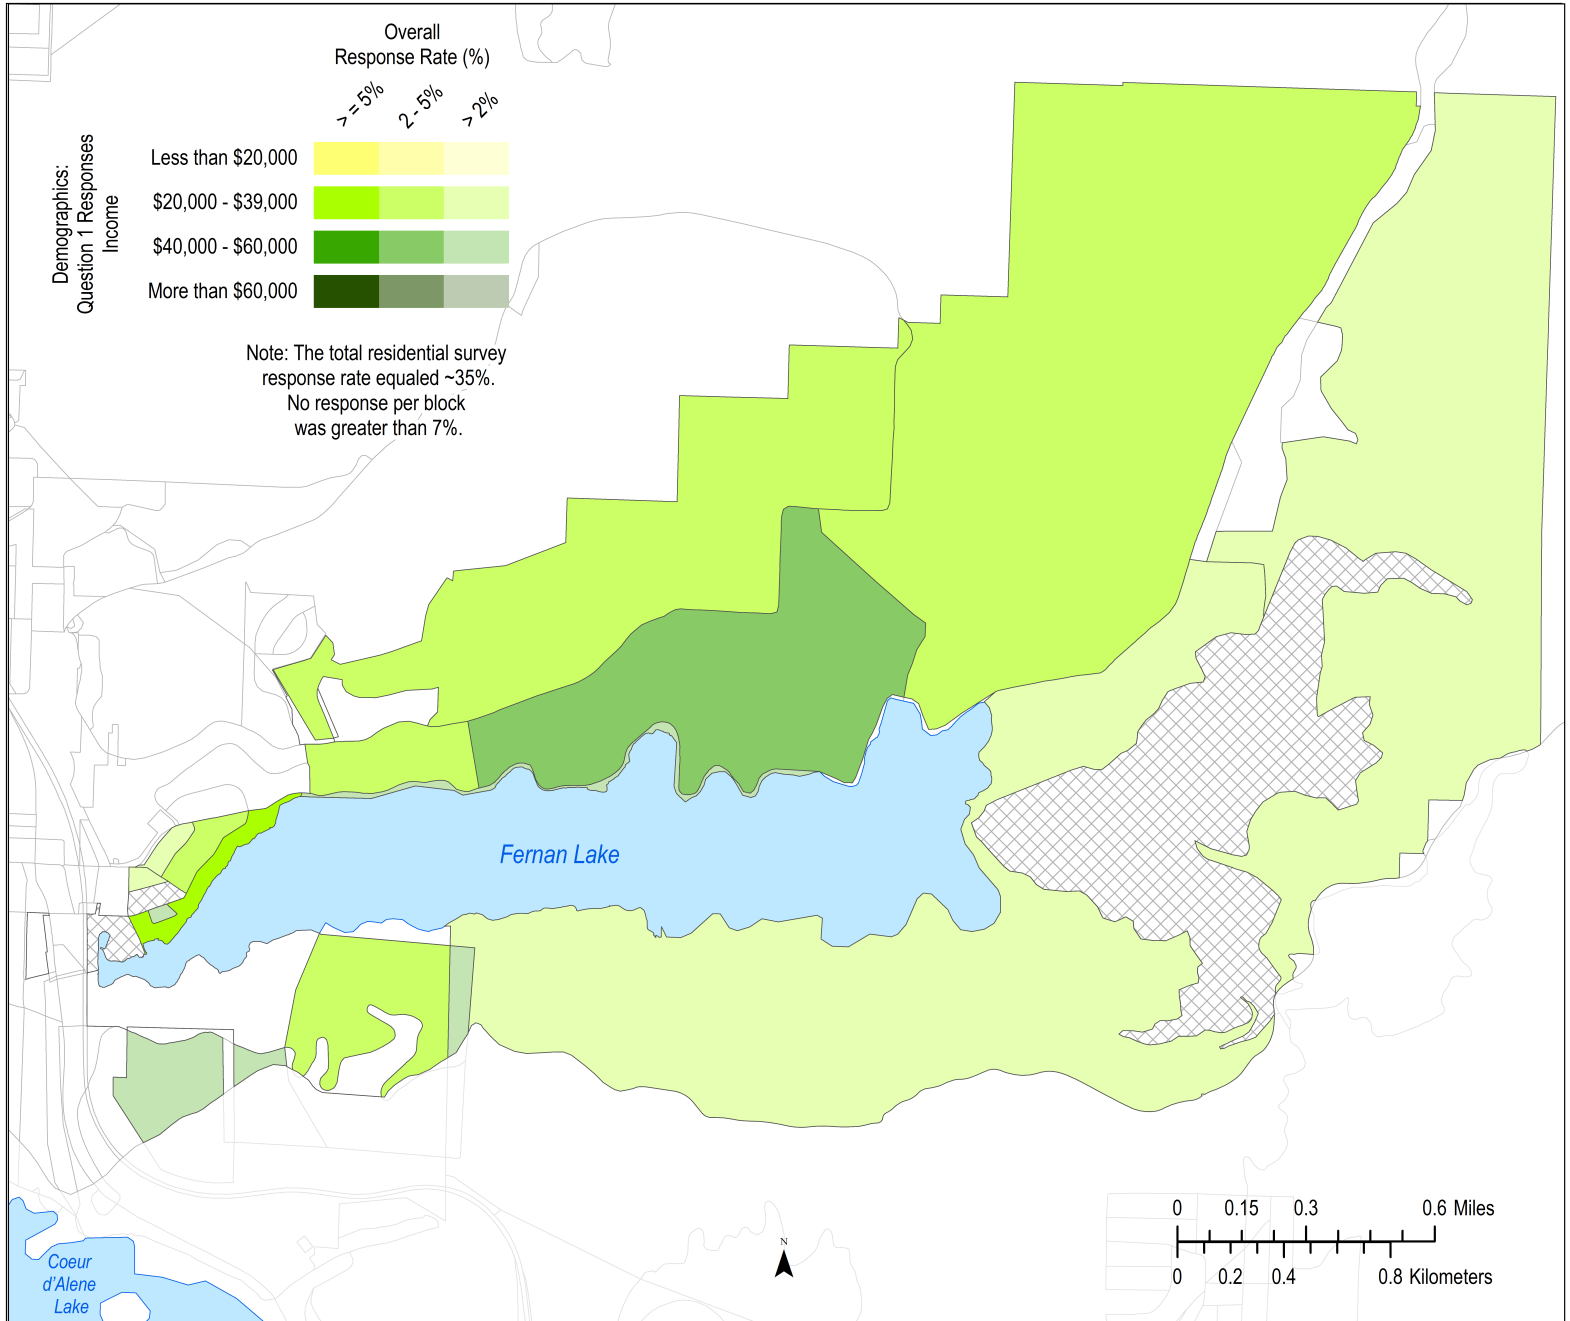 Overall
Response Rate (%)
> = 5%
2 - 5%
> 2%
Demographics:
Question 1 Responses
Income
Less than $20,000
$20,000 - $39,000
$40,000 - $60,000
More than $60,000
Note: The total residential survey
response rate equaled ~35%.
No response per block
was greater than 7%.
Fernan Lake
Coeur
d'Alene
Lake
N
0 0.15 0.3 0.6 Miles
0 0.2 0.4 0.8 Kilometers